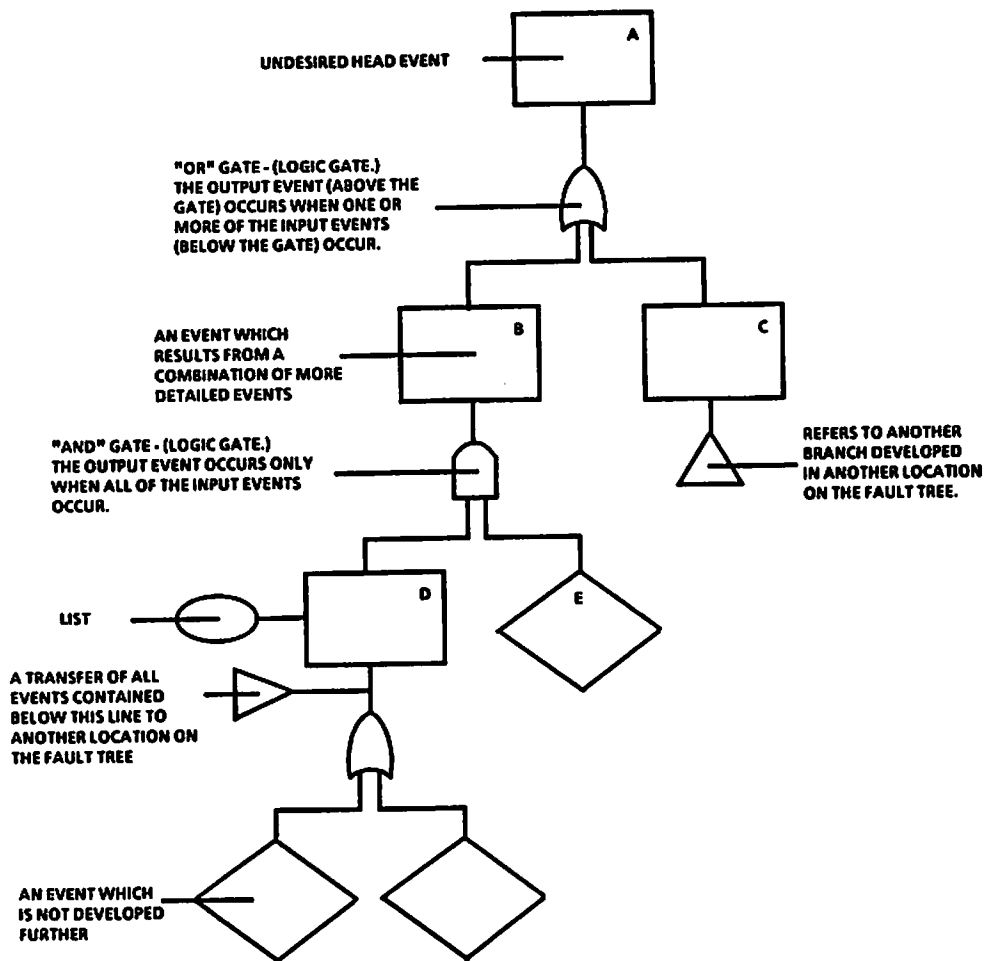 A
UNDESIRED HEAD EVENT
"OR" GATE - (LOGIC GATE.)
THE OUTPUT EVENT (ABOVE THE
GATE) OCCURS WHEN ONE OR
MORE OF THE INPUT EVENTS
(BELOW THE GATE) OCCUR.
B
C
AN EVENT WHICH
RESULTS FROM A
COMBINATION OF MORE
DETAILED EVENTS
"AND" GATE - (LOGIC GATE.)
THE OUTPUT EVENT OCCURS ONLY
WHEN ALL OF THE INPUT EVENTS
OCCUR.
REFERS TO ANOTHER
BRANCH DEVELOPED
IN ANOTHER LOCATION
ON THE FAULT TREE.
D
E
LIST
A TRANSFER OF ALL
EVENTS CONTAINED
BELOW THIS LINE TO
ANOTHER LOCATION ON
THE FAULT TREE
AN EVENT WHICH
IS NOT DEVELOPED
FURTHER